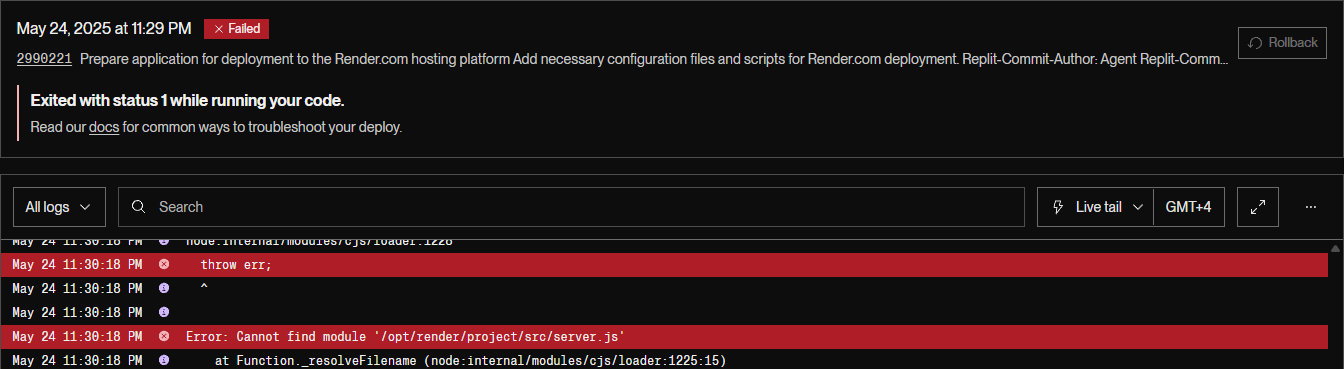 May 24, 2025 at 11:29 PM Failed
Rollback
2990221 Prepare application for deployment to the Render.com hosting platform Add necessary configuration files and scripts for Render.com deployment. Replit-Commit-Author: Agent Replit-Comm...
Exited with status 1 while running your code.
Read our docs for common ways to troubleshoot your deploy.
All logs Search Live tail GMT+4 ...
May 24 11:30:18 PM node:internal/modules/cjs/loader:1228
May 24 11:30:18 PM throw err;
May 24 11:30:18 PM ^
May 24 11:30:18 PM
May 24 11:30:18 PM Error: Cannot find module '/opt/render/project/src/server.js'
May 24 11:30:18 PM at Function._resolveFilename (node:internal/modules/cjs/loader:1225:15)